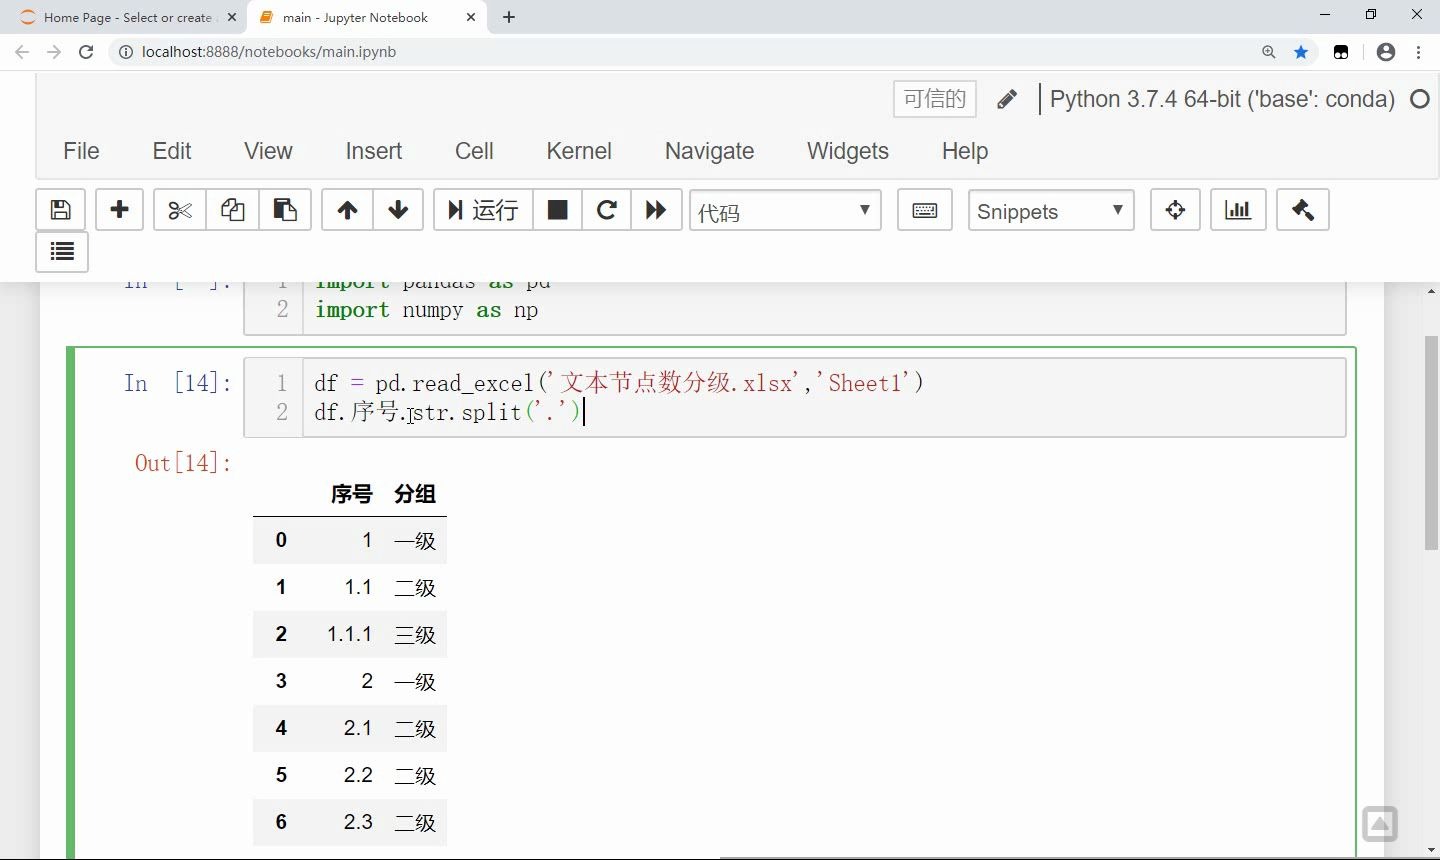 Home Page - Select or create
main - Jupyter Notebook
localhost:8888/notebooks/main.ipynb
可信的
Python 3.7.4 64-bit ('base': conda)
File Edit View Insert Cell Kernel Navigate Widgets Help
运行 代码 Snippets
In [ ]: 1 import pandas as pd
2 import numpy as np
In [14]: 1 df = pd.read_excel('文本节点数分级.xlsx','Sheet1')
2 df.序号.str.split('.')
Out[14]:
序号 分组
0 1 一级
1 1.1 二级
2 1.1.1 三级
3 2 一级
4 2.1 二级
5 2.2 二级
6 2.3 二级